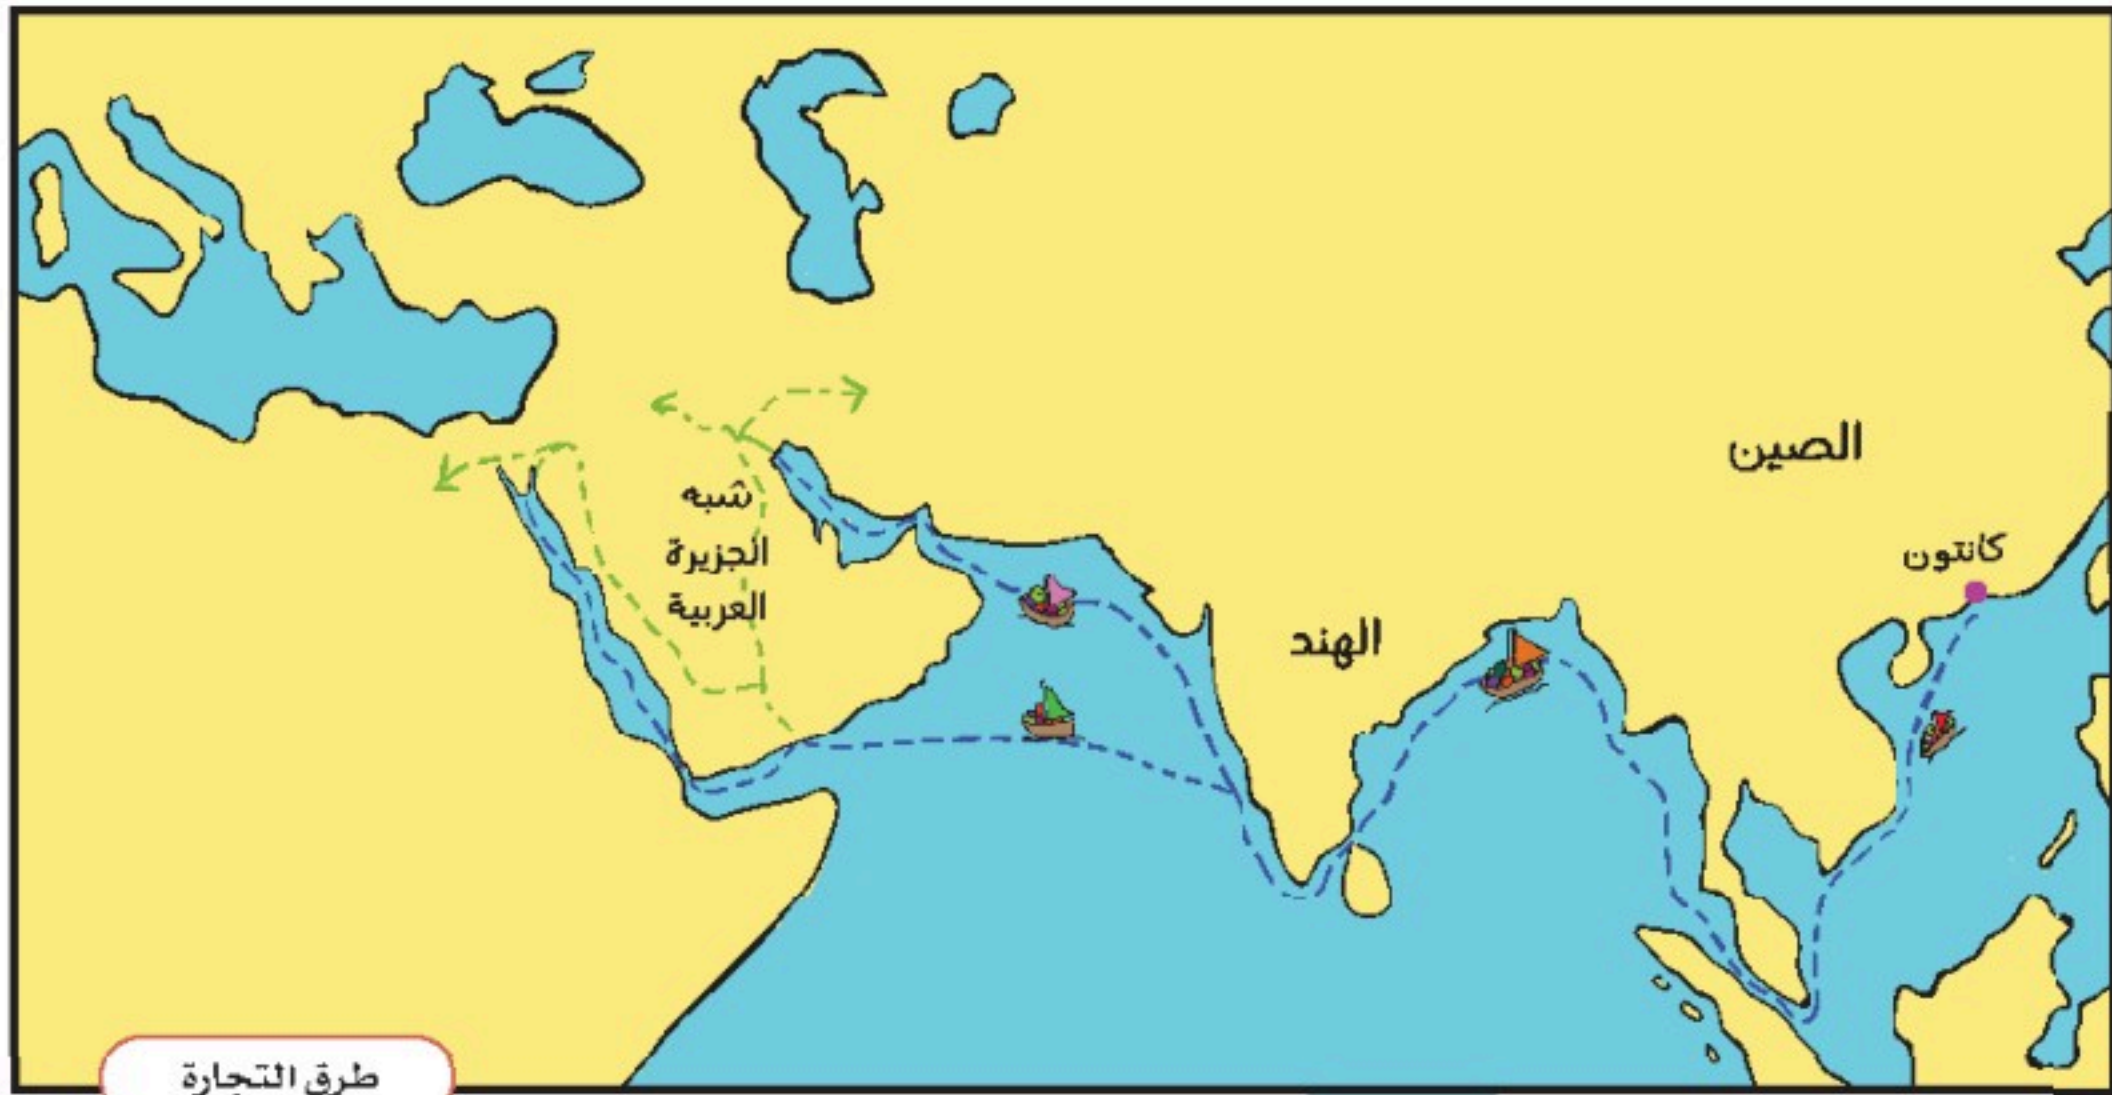 الصين
شبه
الجزيرة
العربية
كانتون
الهند
طرق التجارة